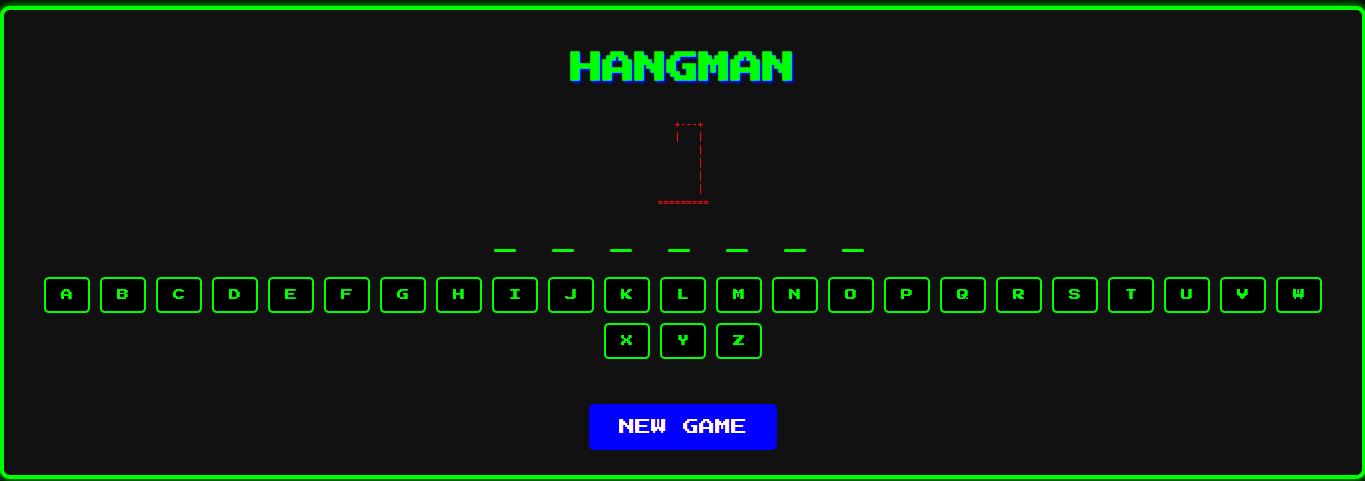 HANGMAN
+---+
|   |
    |
    |
    |
    |
=========
_ _ _ _ _ _ _
A B C D E F G H I J K L M N O P Q R S T U V W
X Y Z
NEW GAME